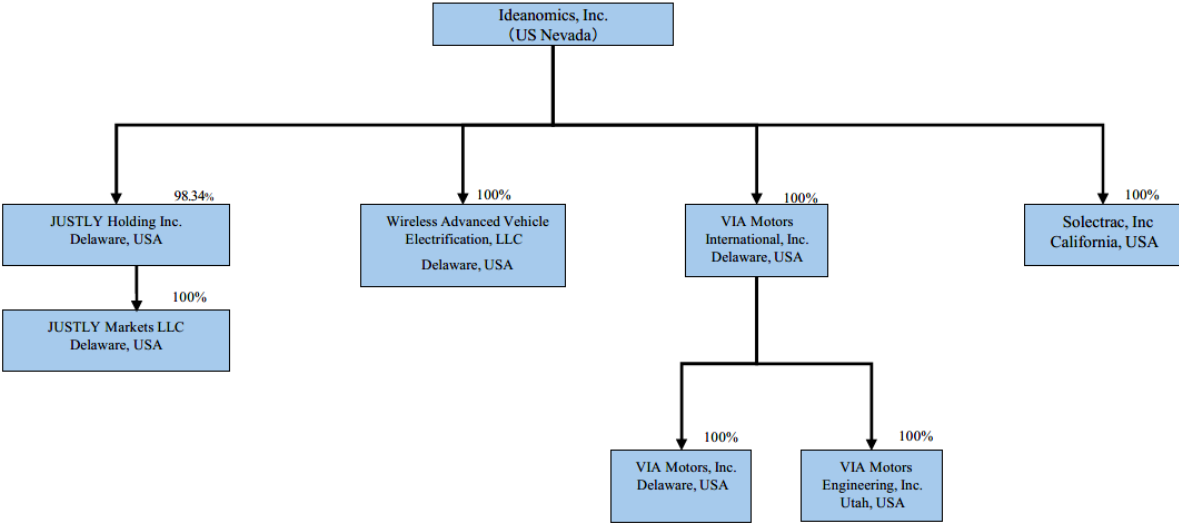 Ideanomics, Inc.
（US Nevada）
98.34%
JUSTLY Holding Inc.
Delaware, USA
100%
Wireless Advanced Vehicle
Electrification, LLC
Delaware, USA
100%
VIA Motors
International, Inc.
Delaware, USA
100%
Solectrac, Inc
California, USA
100%
JUSTLY Markets LLC
Delaware, USA
100%
VIA Motors, Inc.
Delaware, USA
100%
VIA Motors
Engineering, Inc.
Utah, USA